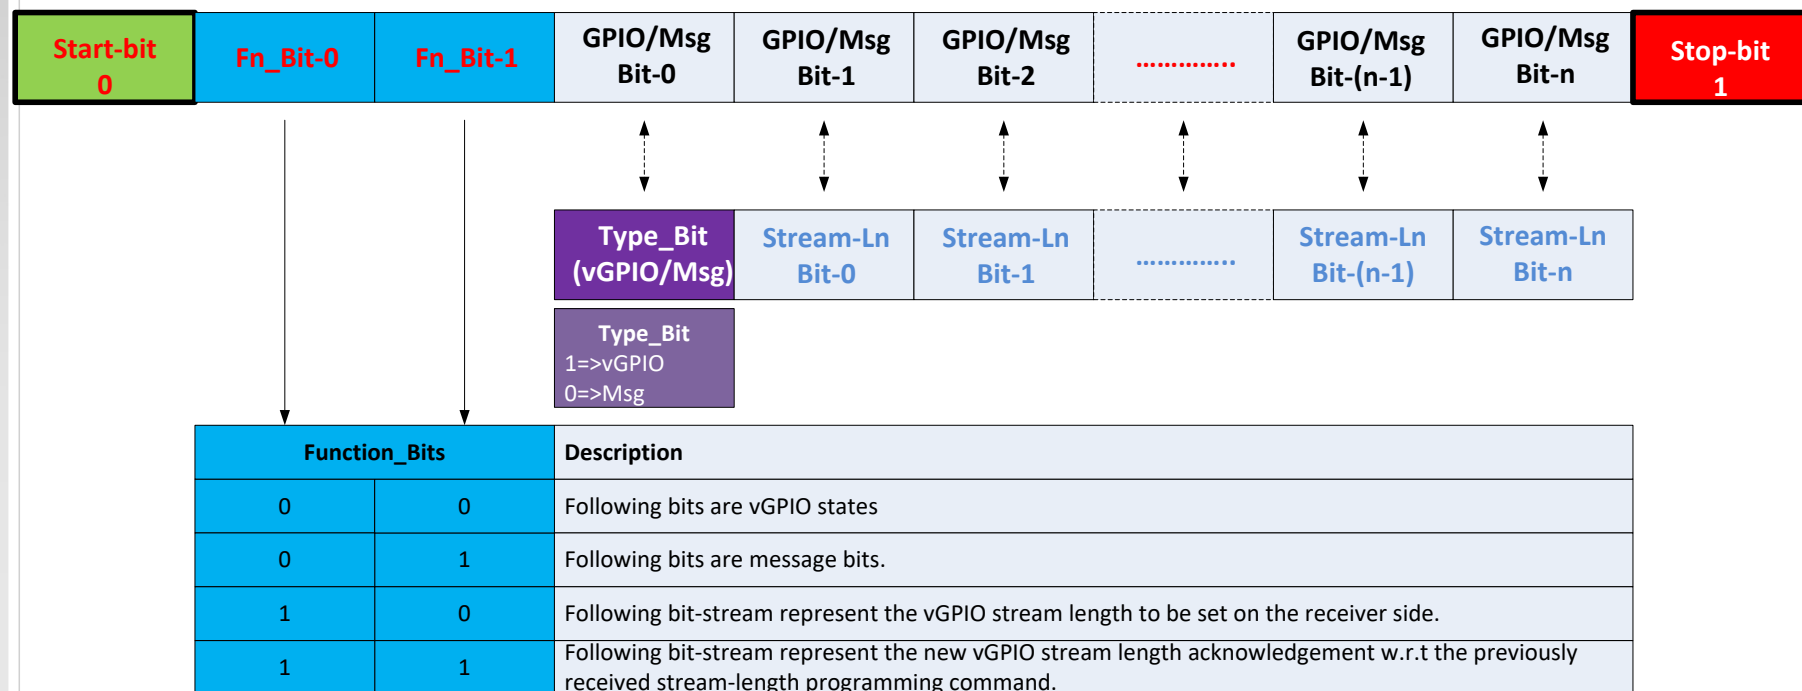 Start-bit
0
Fn_Bit-0
Fn_Bit-1
GPIO/Msg
Bit-0
GPIO/Msg
Bit-1
GPIO/Msg
Bit-2
..............
GPIO/Msg
Bit-(n-1)
GPIO/Msg
Bit-n
Stop-bit
1
Type_Bit
(vGPIO/Msg)
Stream-Ln
Bit-0
Stream-Ln
Bit-1
..............
Stream-Ln
Bit-(n-1)
Stream-Ln
Bit-n
Type_Bit
1=>vGPIO
0=>Msg
Function_Bits Description
0 0 Following bits are vGPIO states
0 1 Following bits are message bits.
1 0 Following bit-stream represent the vGPIO stream length to be set on the receiver side.
1 1 Following bit-stream represent the new vGPIO stream length acknowledgement w.r.t the previously
received stream-length programming command.